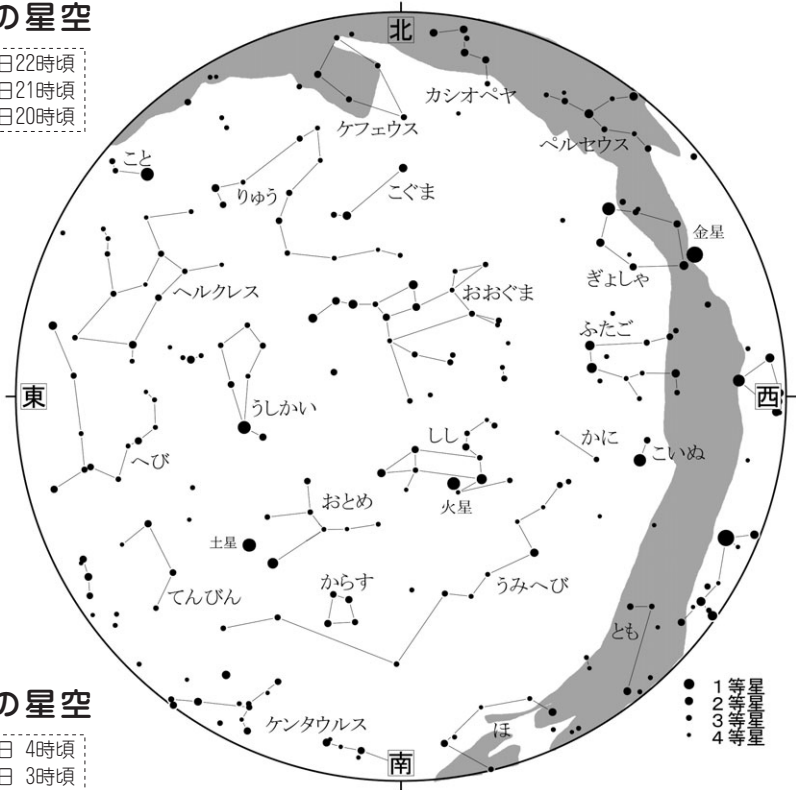 の星空
日22時頃
日21時頃
日20時頃
北
カシオペヤ
ケフェウス
ペルセウス
こと
りゅう
こぐま
金星
ぎょしゃ
ヘルクレス
おおぐま
ふたご
東
西
うしかい
しし
かに
こいぬ
へび
火星
おとめ
土星
てんびん
からす
うみへび
とも
ケンタウルス
ほ
南
1等星
2等星
3等星
4等星
の星空
日 4時頃
日 3時頃